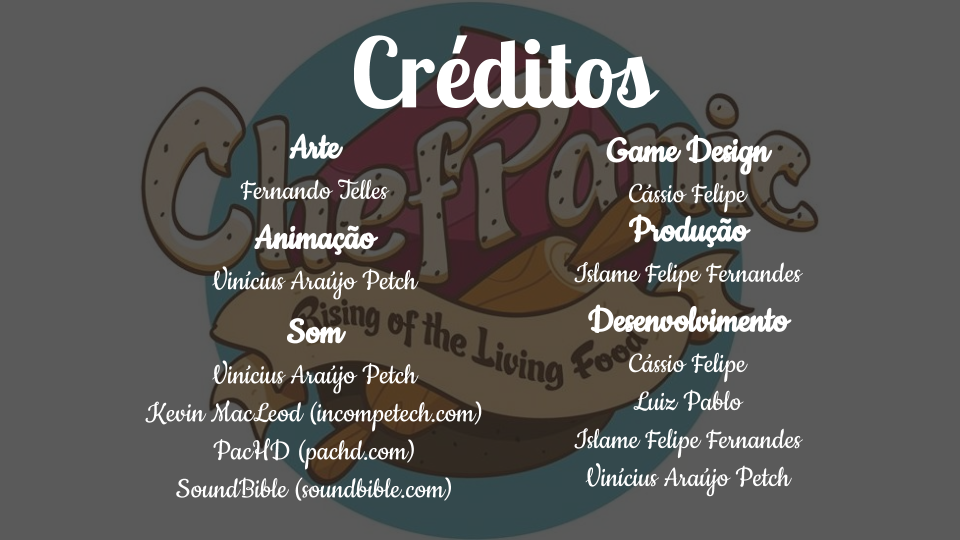 Créditos
Arte
Fernando Telles
Animação
Vinícius Araújo Petch
Som
Vinícius Araújo Petch
Kevin MacLeod (incompetech.com)
PacHD (pachd.com)
SoundBible (soundbible.com)
Game Design
Cássio Felipe
Produção
Islame Felipe Fernandes
Desenvolvimento
Cássio Felipe
Luiz Pablo
Islame Felipe Fernandes
Vinícius Araújo Petch
ChefPanic
Rising of the Living Food